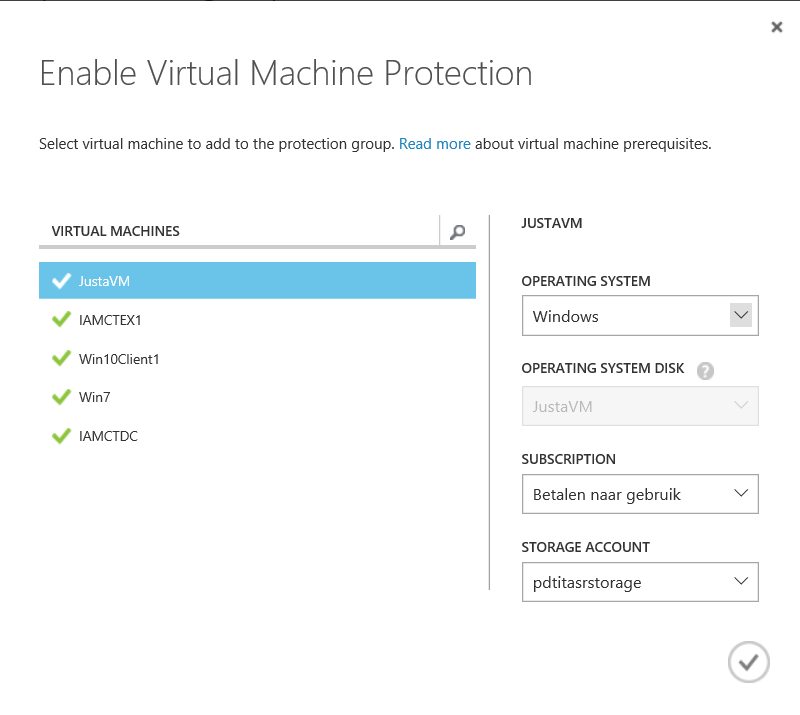 Enable Virtual Machine Protection
Select virtual machine to add to the protection group. Read more about virtual machine prerequisites.
VIRTUAL MACHINES
JustaVM
IAMCTEX1
Win10Client1
Win7
IAMCTDC
JUSTAVM
OPERATING SYSTEM
Windows
OPERATING SYSTEM DISK ?
JustaVM
SUBSCRIPTION
Betalen naar gebruik
STORAGE ACCOUNT
pdtitasrstorage